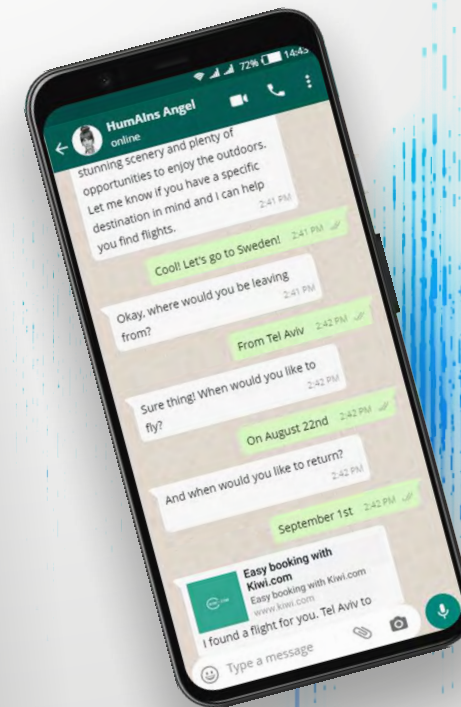 72% 14:43
HumAIns Angel
online
stunning scenery and plenty of
opportunities to enjoy the outdoors.
Let me know if you have a specific
destination in mind and I can help
you find flights.
2:41 PM
Cool! Let's go to Sweden! 2:41 PM
Okay, where would you be leaving
from?
2:41 PM
From Tel Aviv 2:42 PM
Sure thing! When would you like to
fly?
2:42 PM
On August 22nd 2:42 PM
And when would you like to return?
2:42 PM
September 1st 2:42 PM
Easy booking with
Kiwi.com
Easy booking with Kiwi.com
www.kiwi.com
I found a flight for you. Tel Aviv to
Type a message